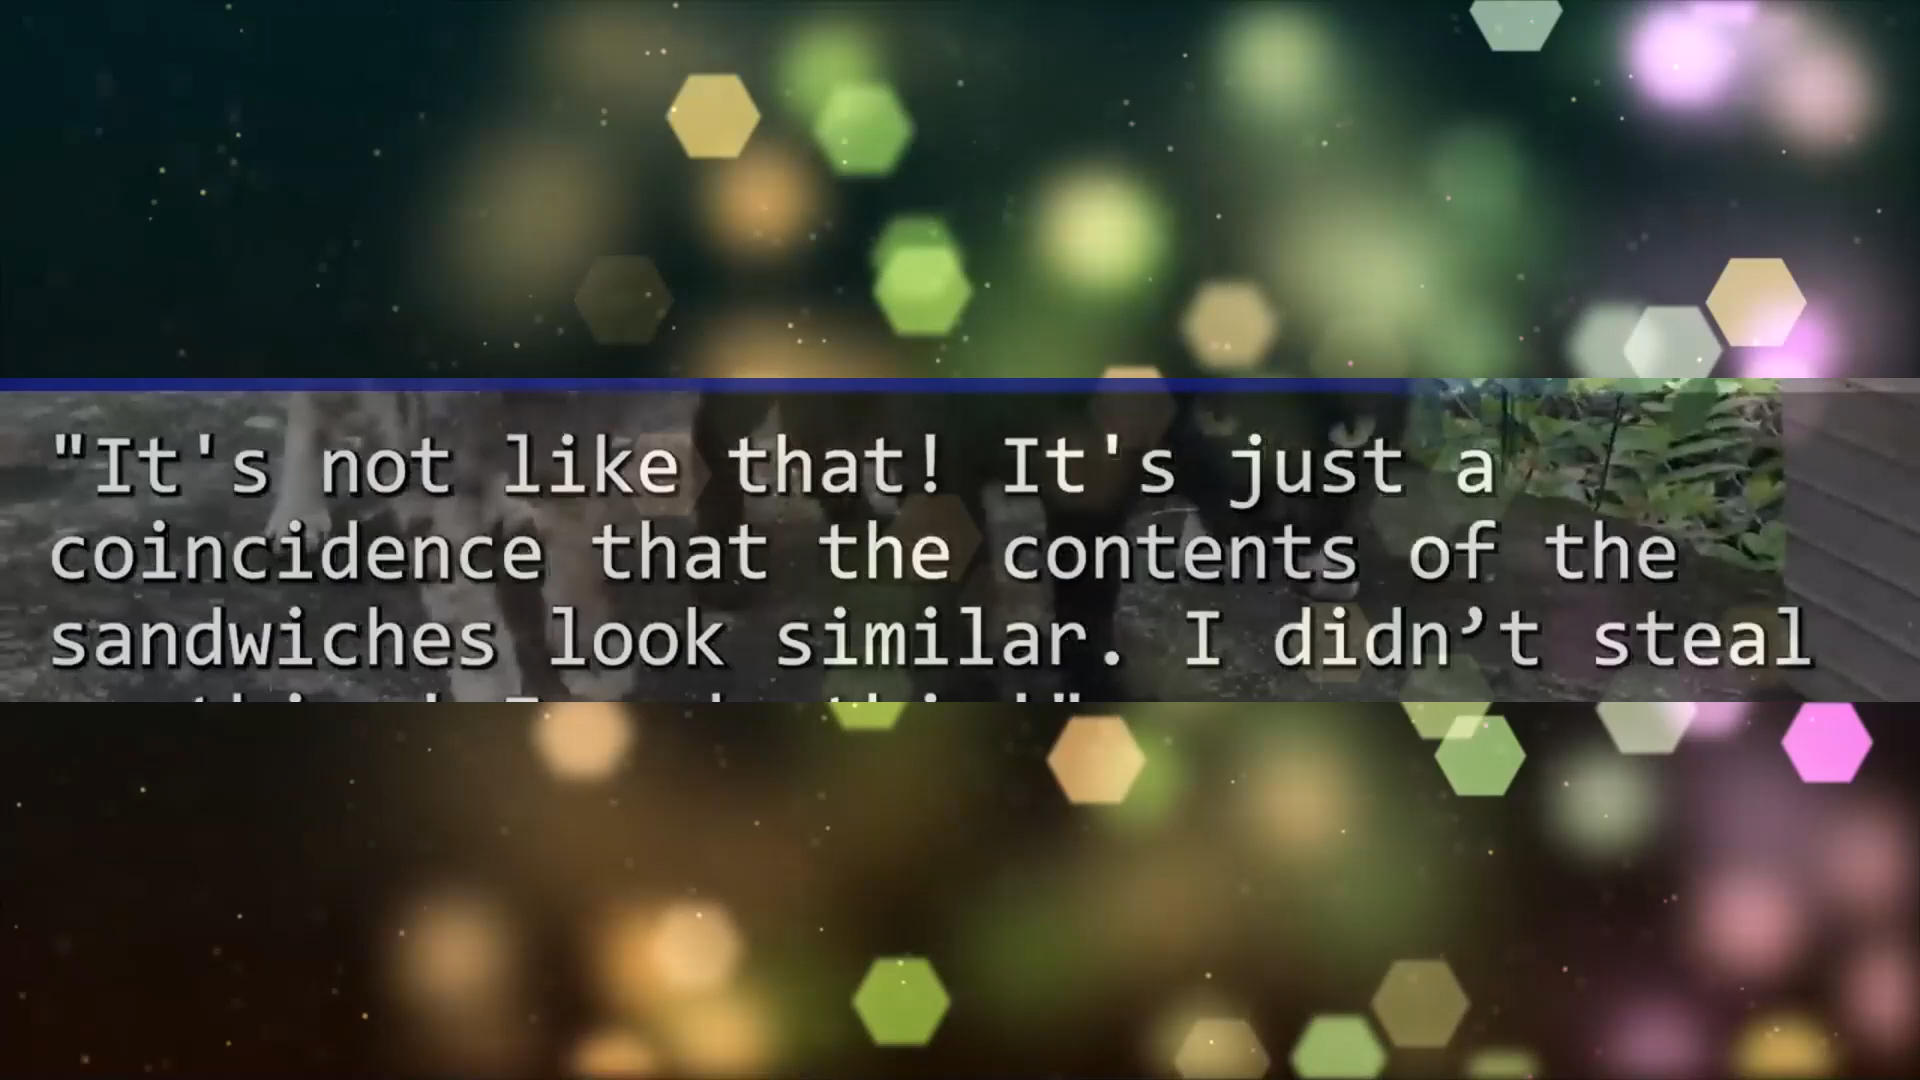 "It's not like that! It's just a
coincidence that the contents of the
sandwiches look similar. I didn’t steal